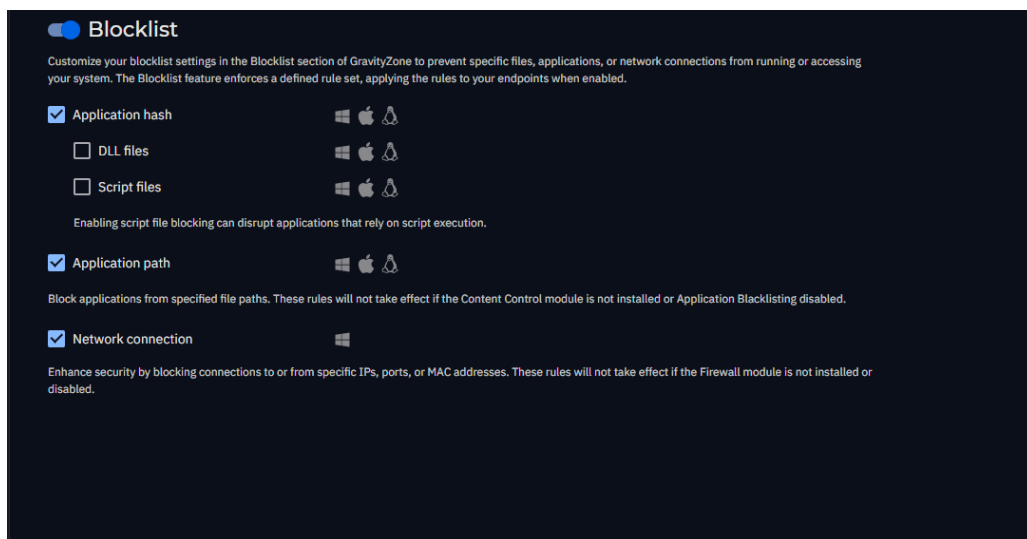 Blocklist
Customize your blocklist settings in the Blocklist section of GravityZone to prevent specific files, applications, or network connections from running or accessing
your system. The Blocklist feature enforces a defined rule set, applying the rules to your endpoints when enabled.
Application hash
DLL files
Script files
Enabling script file blocking can disrupt applications that rely on script execution.
Application path
Block applications from specified file paths. These rules will not take effect if the Content Control module is not installed or Application Blacklisting disabled.
Network connection
Enhance security by blocking connections to or from specific IPs, ports, or MAC addresses. These rules will not take effect if the Firewall module is not installed or
disabled.